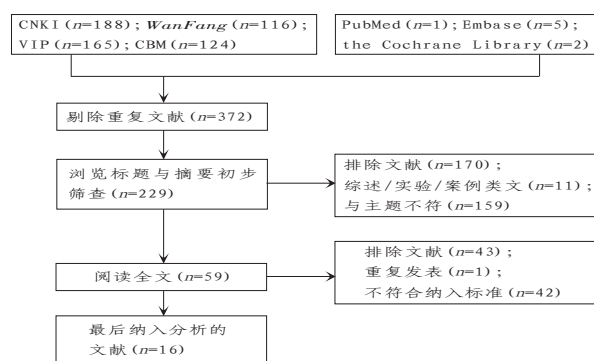 CNKI(n=188)；WanFang(n=116)；
VIP(n=165)；CBM(n=124)
PubMed(n=1)；Embase(n=5)；
the Cochrane Library(n=2)
剔除重复文献(n=372)
浏览标题与摘要初步
筛查(n=229)
排除文献(n=170)；
综述/实验/案例类文(n=11)；
与主题不符(n=159)
阅读全文(n=59)
排除文献(n=43)；
重复发表(n=1)；
不符合纳入标准(n=42)
最后纳入分析的
文献(n=16)